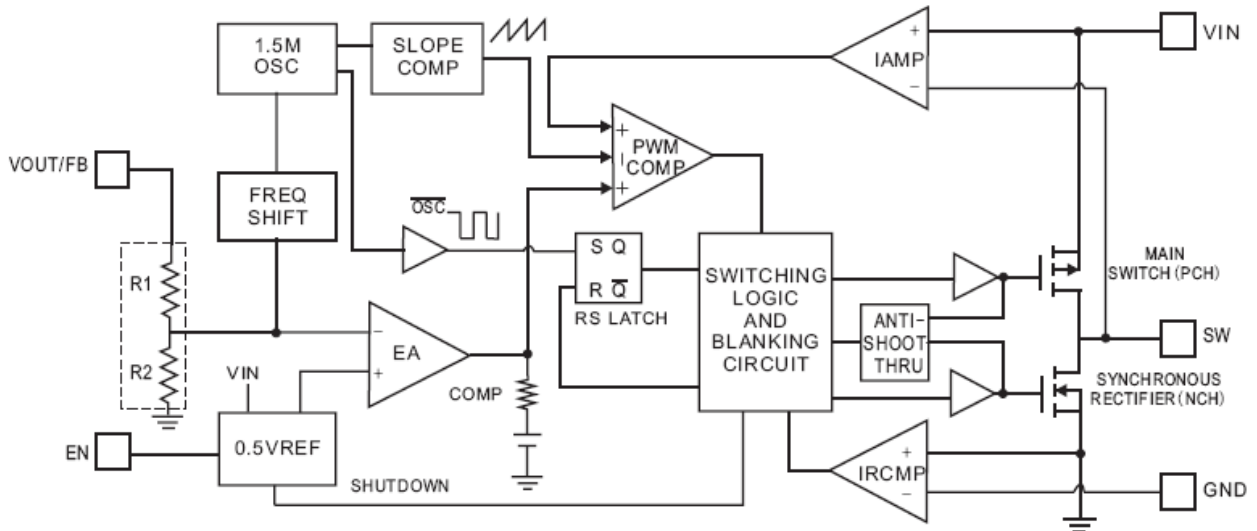 1.5M
OSC
SLOPE
COMP
+
IAMP
−
VIN
VOUT/FB
FREQ
SHIFT
+
−
+
PWM
COMP
OSC
S Q
R Q
RS LATCH
SWITCHING
LOGIC
AND
BLANKING
CIRCUIT
ANTI-
SHOOT
THRU
MAIN
SWITCH (PCH)
SW
SYNCHRONOUS
RECTIFIER (NCH)
R1
R2
−
EA
+
COMP
VIN
0.5VREF
EN
SHUTDOWN
+
IRCMP
−
GND